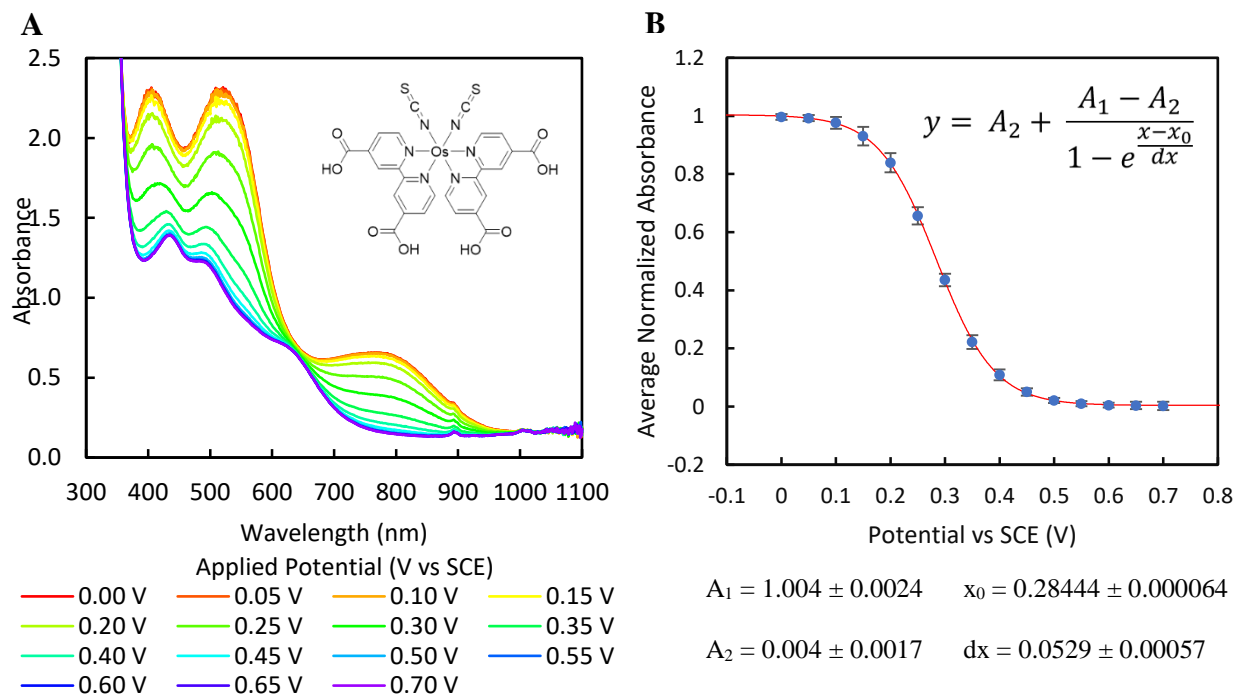 A
2.5
2.0
1.5
1.0
0.5
0.0
Absorbance
300 400 500 600 700 800 900 1000 1100
Wavelength (nm)
S
C
N
S
C
N
Os
N
N
N
N
O
HO
O
OH
O
OH
O
HO
Applied Potential (V vs SCE)
0.00 V 0.05 V 0.10 V 0.15 V
0.20 V 0.25 V 0.30 V 0.35 V
0.40 V 0.45 V 0.50 V 0.55 V
0.60 V 0.65 V 0.70 V
B
1.2
1
0.8
0.6
0.4
0.2
0
-0.2
Average Normalized Absorbance
-0.1 0 0.1 0.2 0.3 0.4 0.5 0.6 0.7 0.8
Potential vs SCE (V)
y = A₂ + (A₁ − A₂) / (1 − e^((x−x₀)/dx))
A₁ = 1.004 ± 0.0024 x₀ = 0.28444 ± 0.000064
A₂ = 0.004 ± 0.0017 dx = 0.0529 ± 0.00057